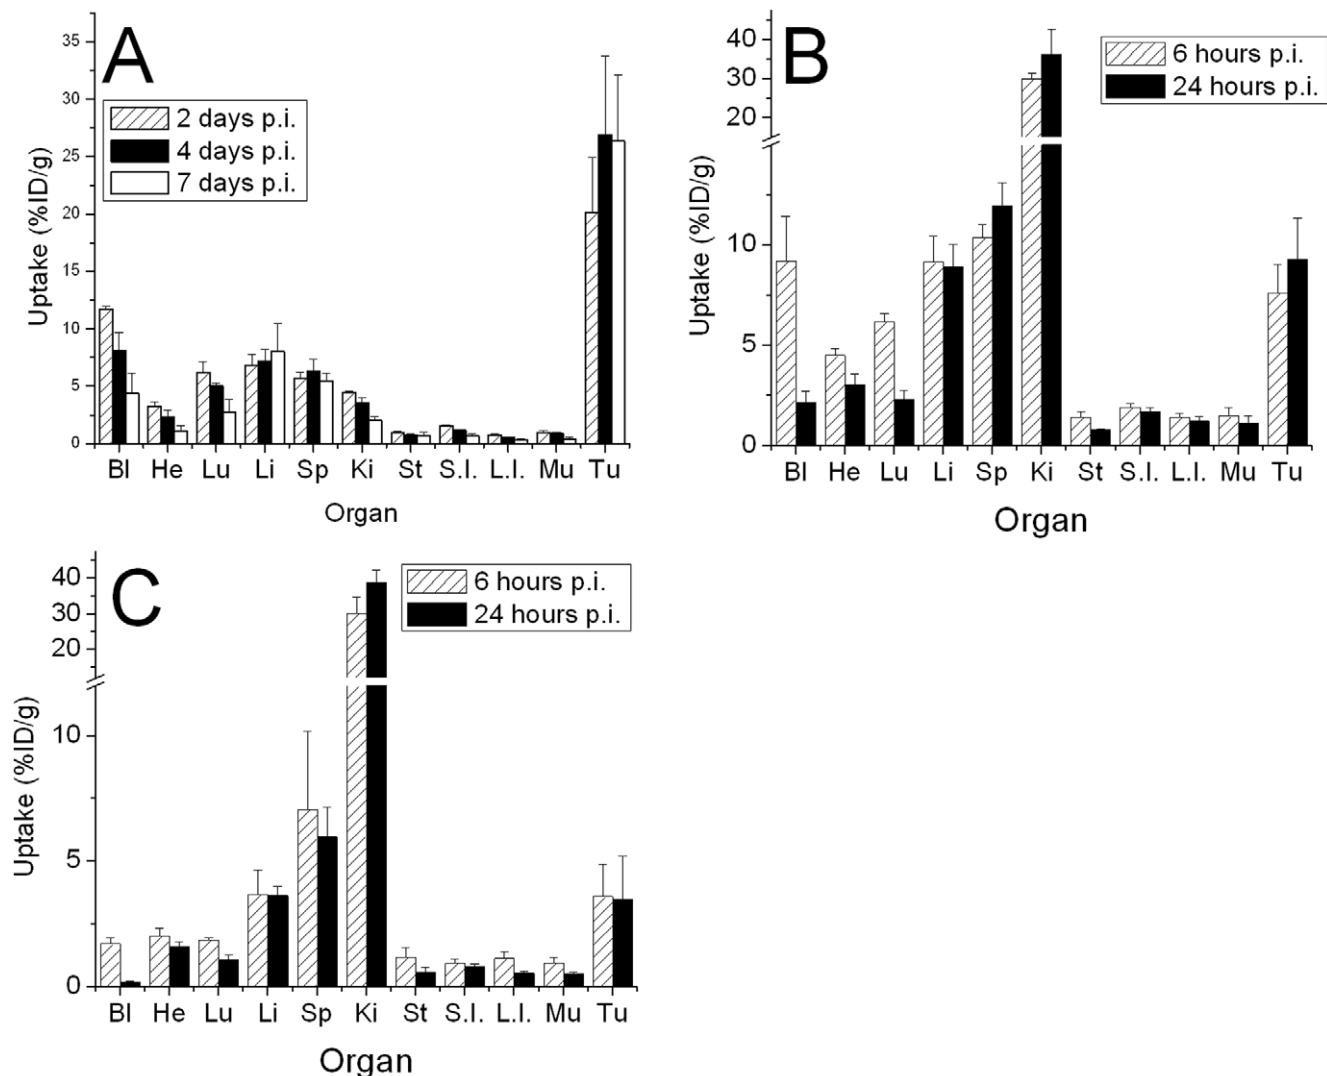 A
2 days p.i.
4 days p.i.
7 days p.i.
Uptake (%ID/g)
35
30
25
20
15
10
5
0
Bl He Lu Li Sp Ki St S.I. L.I. Mu Tu
Organ
B
6 hours p.i.
24 hours p.i.
Uptake (%ID/g)
40
30
20
10
5
0
Bl He Lu Li Sp Ki St S.I. L.I. Mu Tu
Organ
C
6 hours p.i.
24 hours p.i.
Uptake (%ID/g)
40
30
20
10
5
0
Bl He Lu Li Sp Ki St S.I. L.I. Mu Tu
Organ